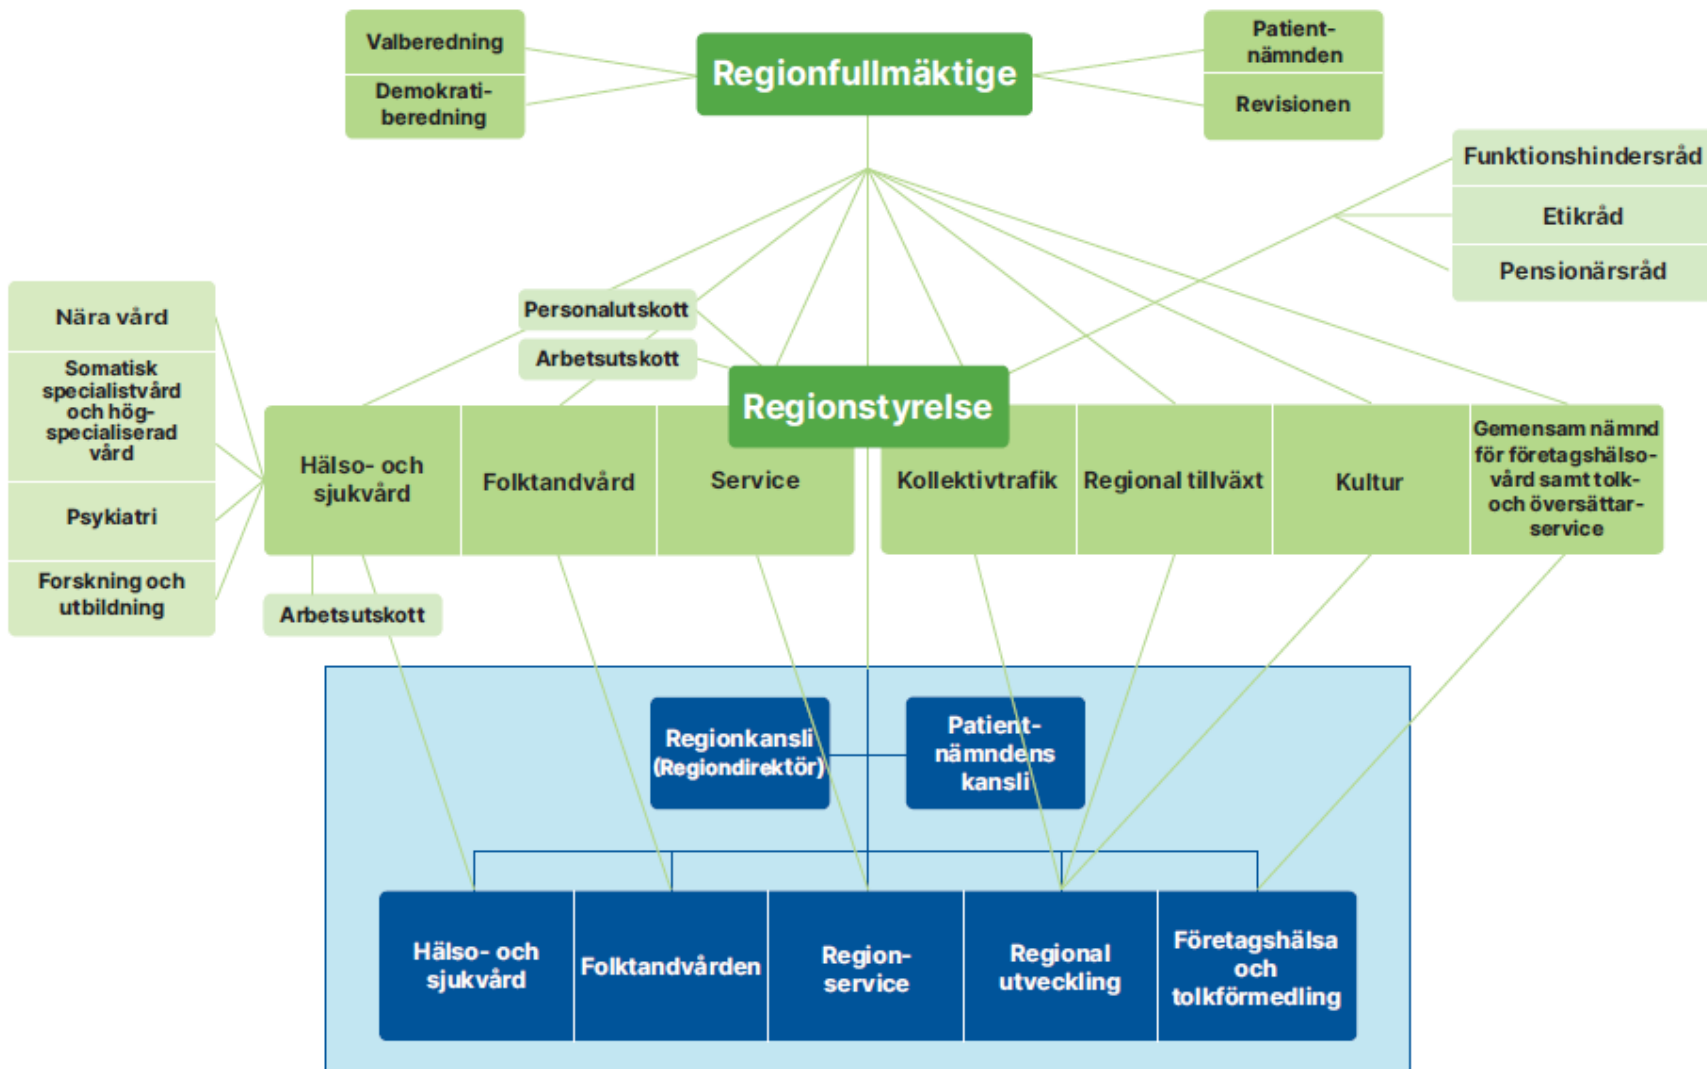 Valberedning
Demokrati-
beredning
Regionfullmäktige
Patient-
nämnden
Revisionen
Funktionshindersråd
Etikråd
Pensionärsråd
Personalutskott
Arbetsutskott
Regionstyrelse
Nära vård
Somatisk
specialistvård
och hög-
specialiserad
vård
Psykiatri
Forskning och
utbildning
Hälso- och
sjukvård
Folktandvård
Service
Kollektivtrafik
Regional tillväxt
Kultur
Gemensam nämnd
för företagshälso-
vård samt tolk-
och översättar-
service
Arbetsutskott
Regionkansli
(Regiondirektör)
Patient-
nämndens
kansli
Hälso- och
sjukvård
Folktandvården
Region-
service
Regional
utveckling
Företagshälsa
och
tolkförmedling